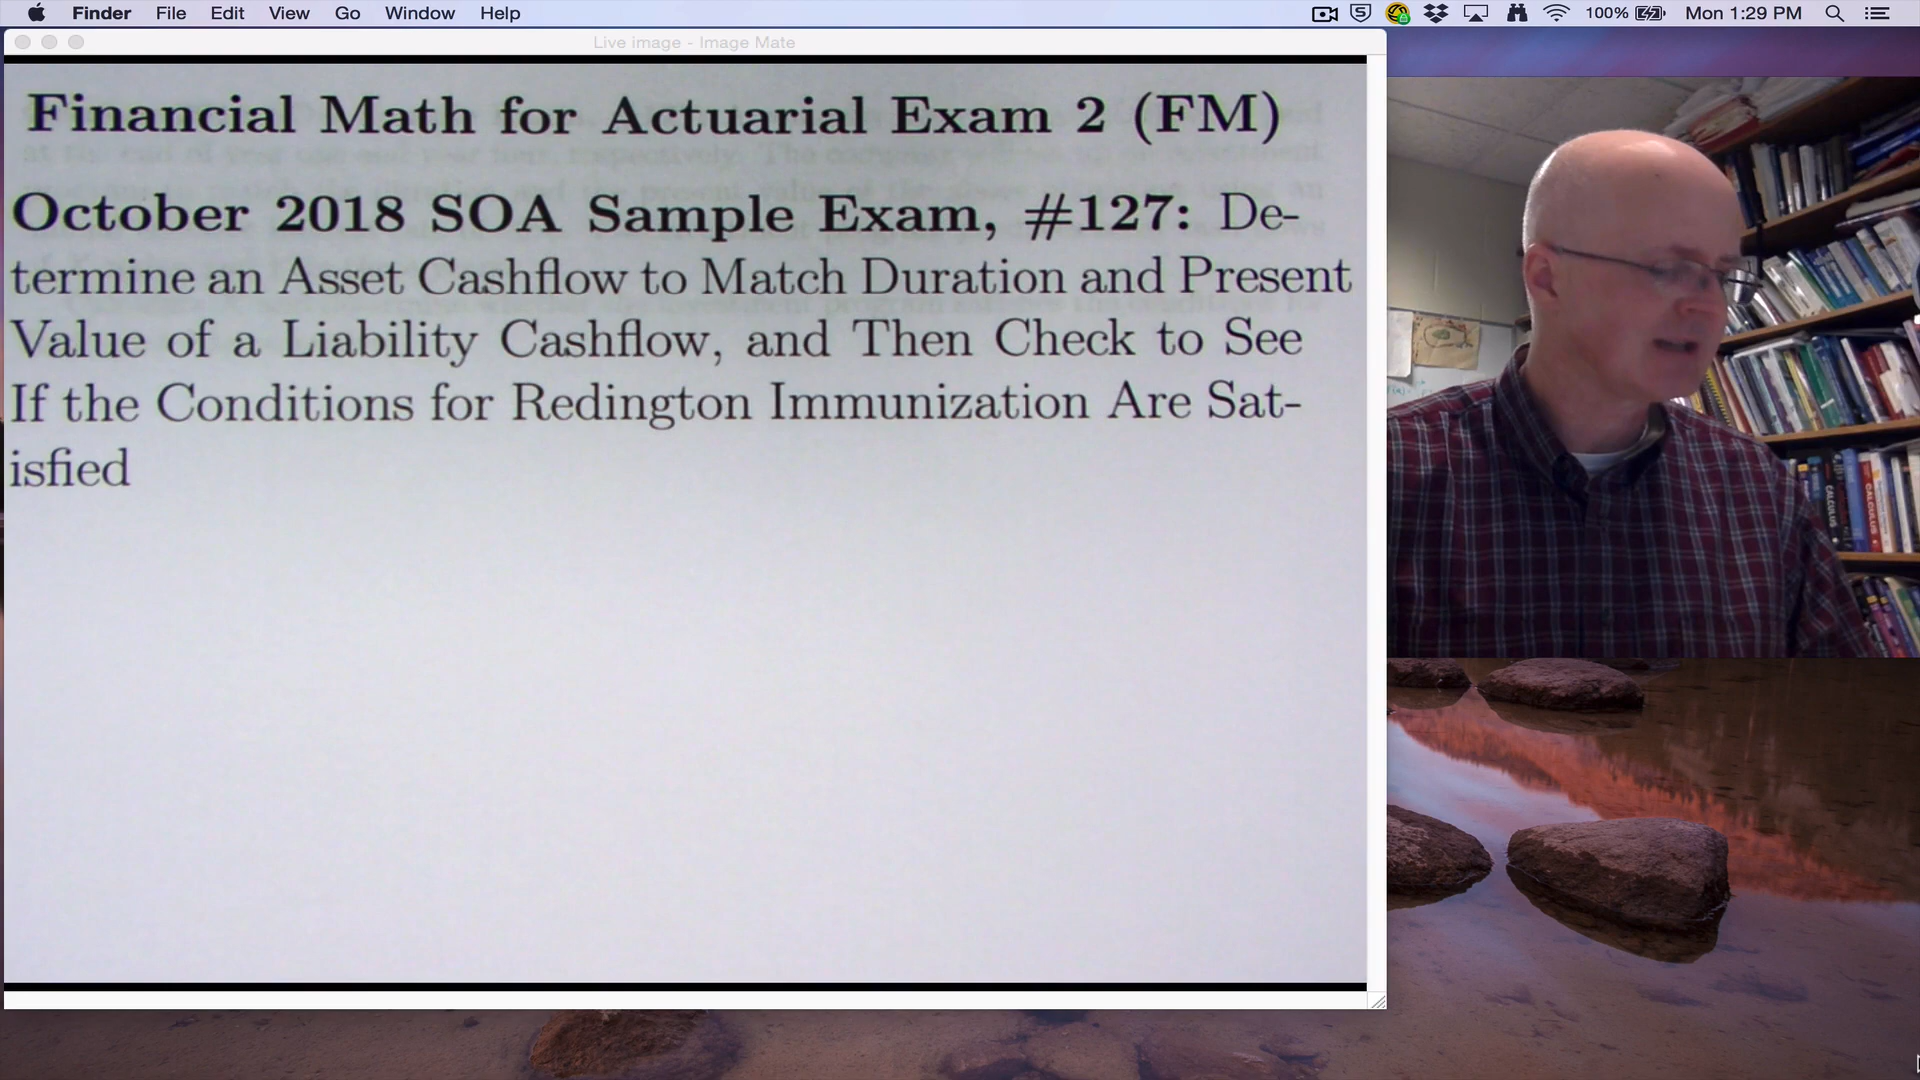 Finder File Edit View Go Window Help 100% Mon 1:29 PM
Live image - Image Mate
Financial Math for Actuarial Exam 2 (FM)
October 2018 SOA Sample Exam, #127: De-
termine an Asset Cashflow to Match Duration and Present
Value of a Liability Cashflow, and Then Check to See
If the Conditions for Redington Immunization Are Sat-
isfied
CALCULUS
CALCULUS